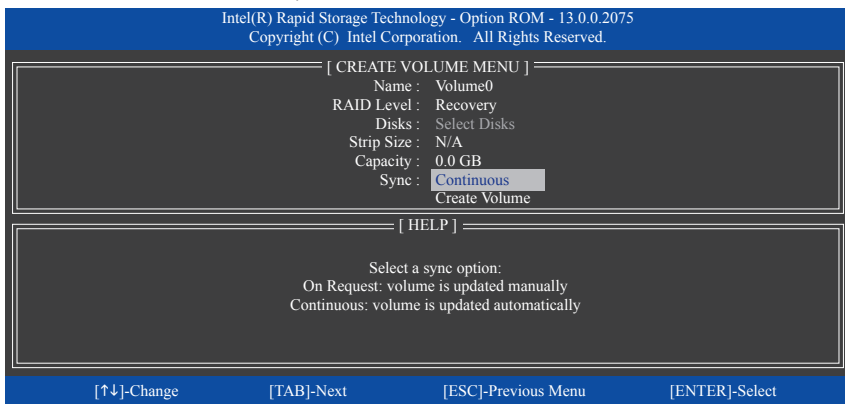 Intel(R) Rapid Storage Technology - Option ROM - 13.0.0.2075
Copyright (C) Intel Corporation. All Rights Reserved.
[ CREATE VOLUME MENU ]
Name : Volume0
RAID Level : Recovery
Disks : Select Disks
Strip Size : N/A
Capacity : 0.0 GB
Sync : Continuous
Create Volume
[ HELP ]
Select a sync option:
On Request: volume is updated manually
Continuous: volume is updated automatically
[↑↓]-Change [TAB]-Next [ESC]-Previous Menu [ENTER]-Select